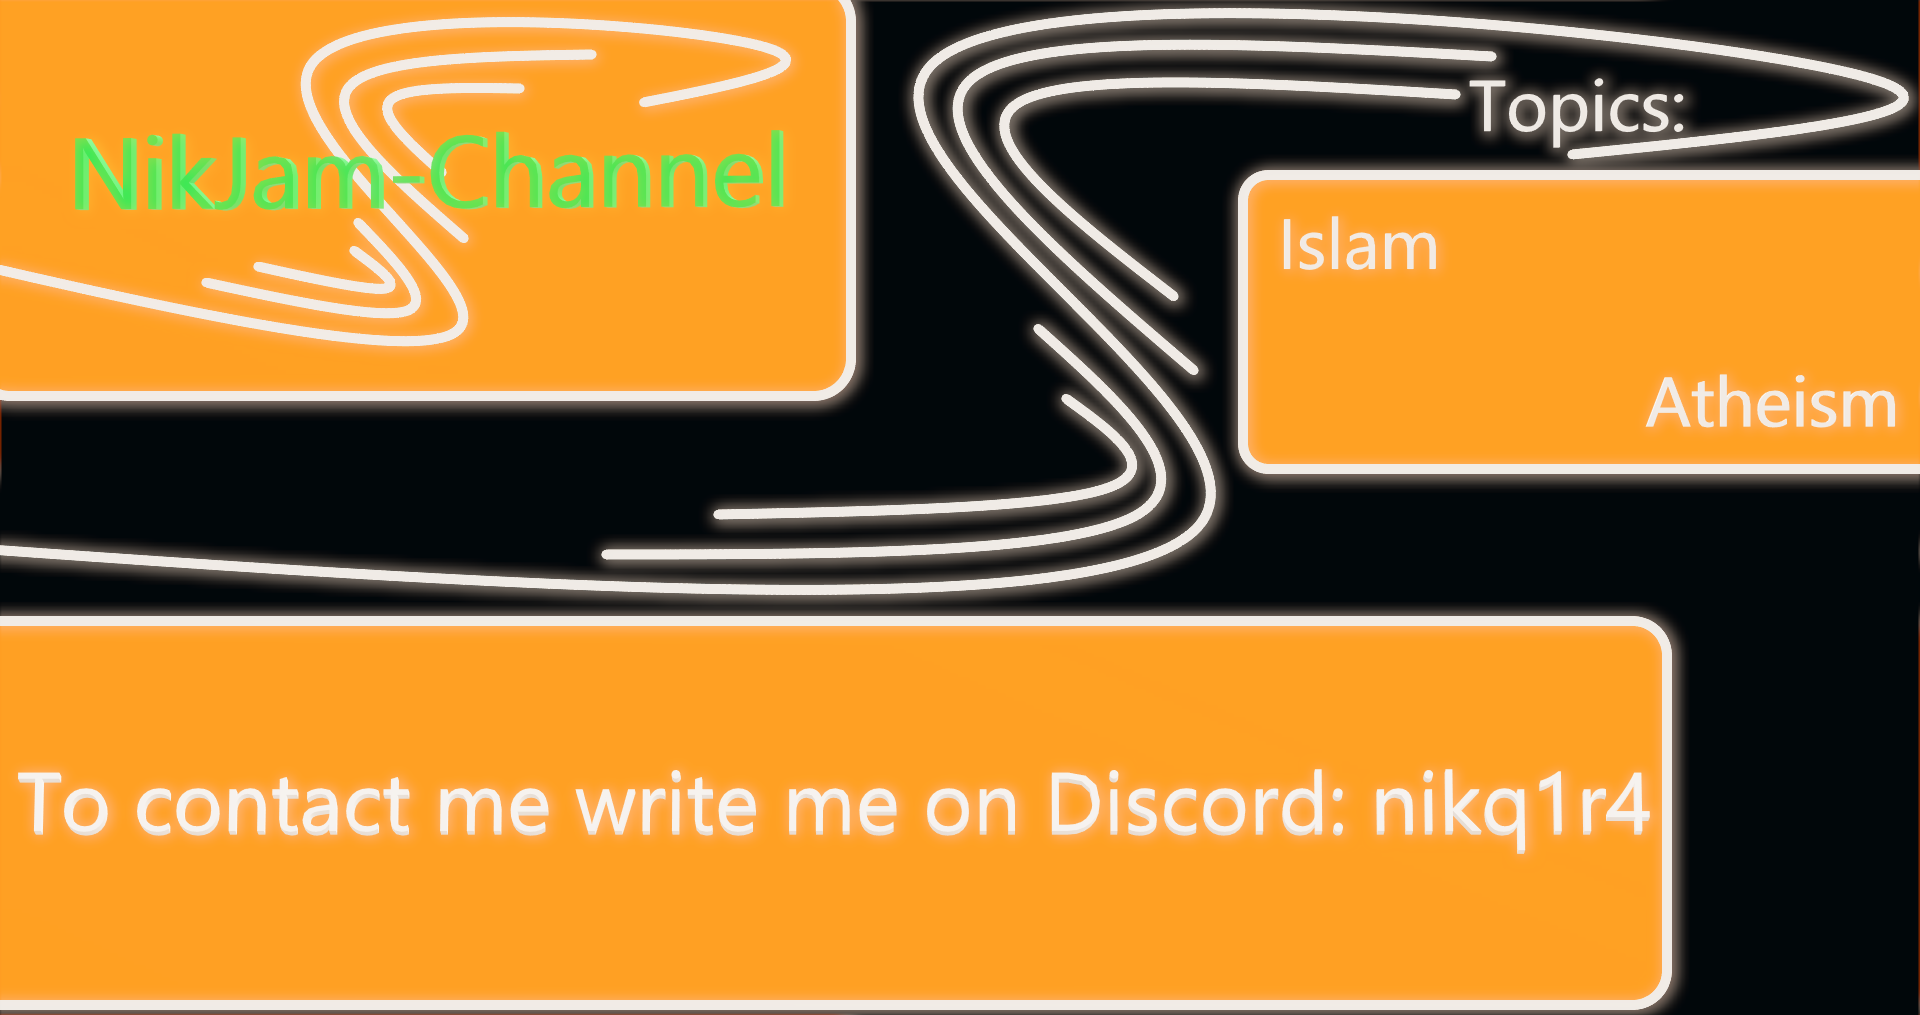 NikJam-Channel
Topics:
Islam
Atheism
To contact me write me on Discord: nikq1r4